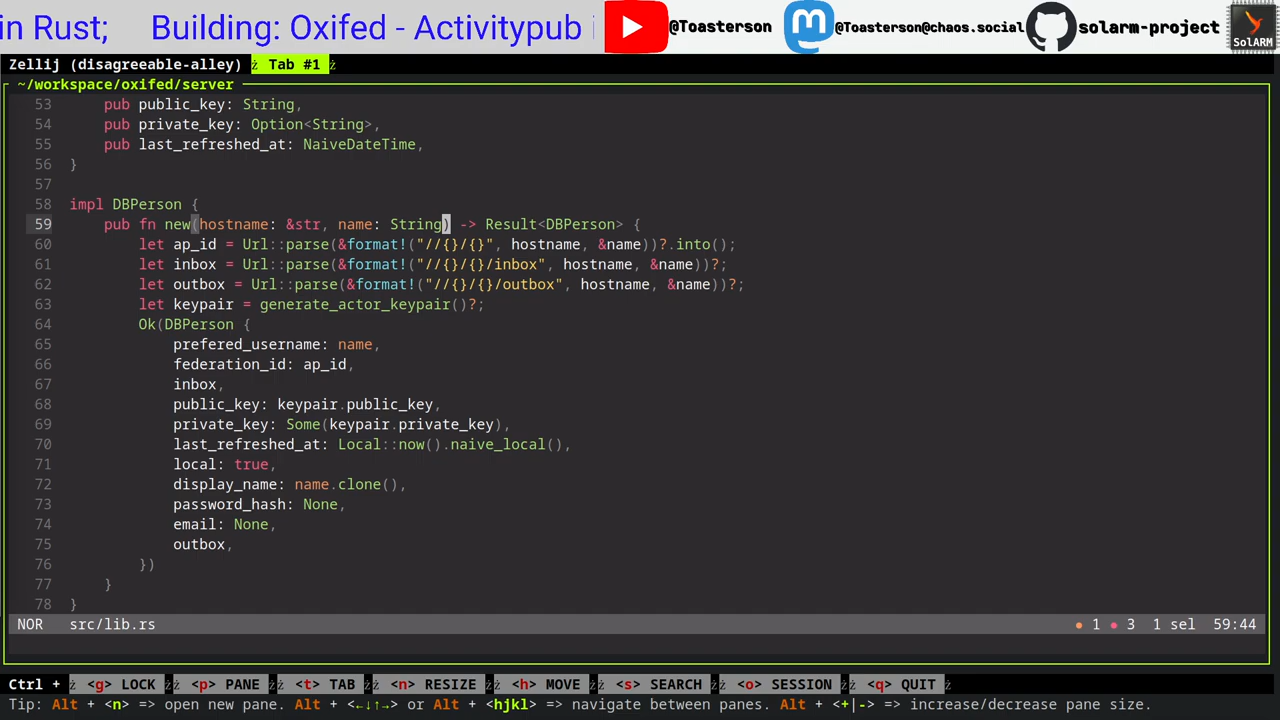 in Rust;     Building: Oxifed - Activitypub i
@Toasterson
@Toasterson@chaos.social
solarm-project
SolARM
Zellij (disagreeable-alley) ż Tab #1 ż
~/workspace/oxifed/server
53     pub public_key: String,
54     pub private_key: Option<String>,
55     pub last_refreshed_at: NaiveDateTime,
56 }
57
58 impl DBPerson {
59     pub fn new(hostname: &str, name: String) -> Result<DBPerson> {
60         let ap_id = Url::parse(&format!("//{}/{}", hostname, &name))?.into();
61         let inbox = Url::parse(&format!("//{}/{}/inbox", hostname, &name))?;
62         let outbox = Url::parse(&format!("//{}/{}/outbox", hostname, &name))?;
63         let keypair = generate_actor_keypair()?;
64         Ok(DBPerson {
65             prefered_username: name,
66             federation_id: ap_id,
67             inbox,
68             public_key: keypair.public_key,
69             private_key: Some(keypair.private_key),
70             last_refreshed_at: Local::now().naive_local(),
71             local: true,
72             display_name: name.clone(),
73             password_hash: None,
74             email: None,
75             outbox,
76         })
77     }
78 }
NOR   src/lib.rs   ● 1 ● 3  1 sel  59:44
Ctrl + ż <g> LOCK ż <p> PANE ż <t> TAB ż <n> RESIZE ż <h> MOVE ż <s> SEARCH ż <o> SESSION ż <q> QUIT ż
Tip: Alt + <n> => open new pane. Alt + <←↓↑→> or Alt + <hjkl> => navigate between panes. Alt + <+|-> => increase/decrease pane size.